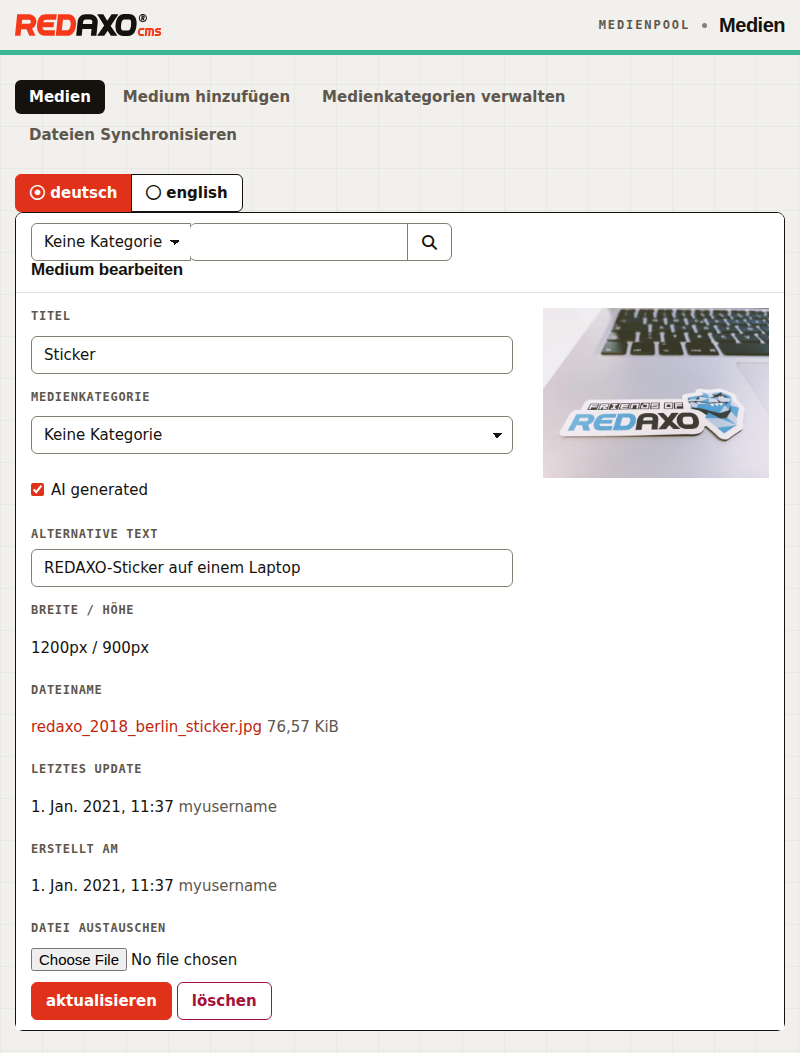 REDAXO® cms
MEDIENPOOL • Medien
Medien Medium hinzufügen Medienkategorien verwalten
Dateien Synchronisieren
deutsch english
Keine Kategorie
Medium bearbeiten
TITEL
Sticker
MEDIENKATEGORIE
Keine Kategorie
AI generated
ALTERNATIVE TEXT
REDAXO-Sticker auf einem Laptop
BREITE / HÖHE
1200px / 900px
DATEINAME
redaxo_2018_berlin_sticker.jpg 76,57 KiB
LETZTES UPDATE
1. Jan. 2021, 11:37 myusername
ERSTELLT AM
1. Jan. 2021, 11:37 myusername
DATEI AUSTAUSCHEN
Choose File No file chosen
aktualisieren löschen
FRIENDS OF
REDAXO